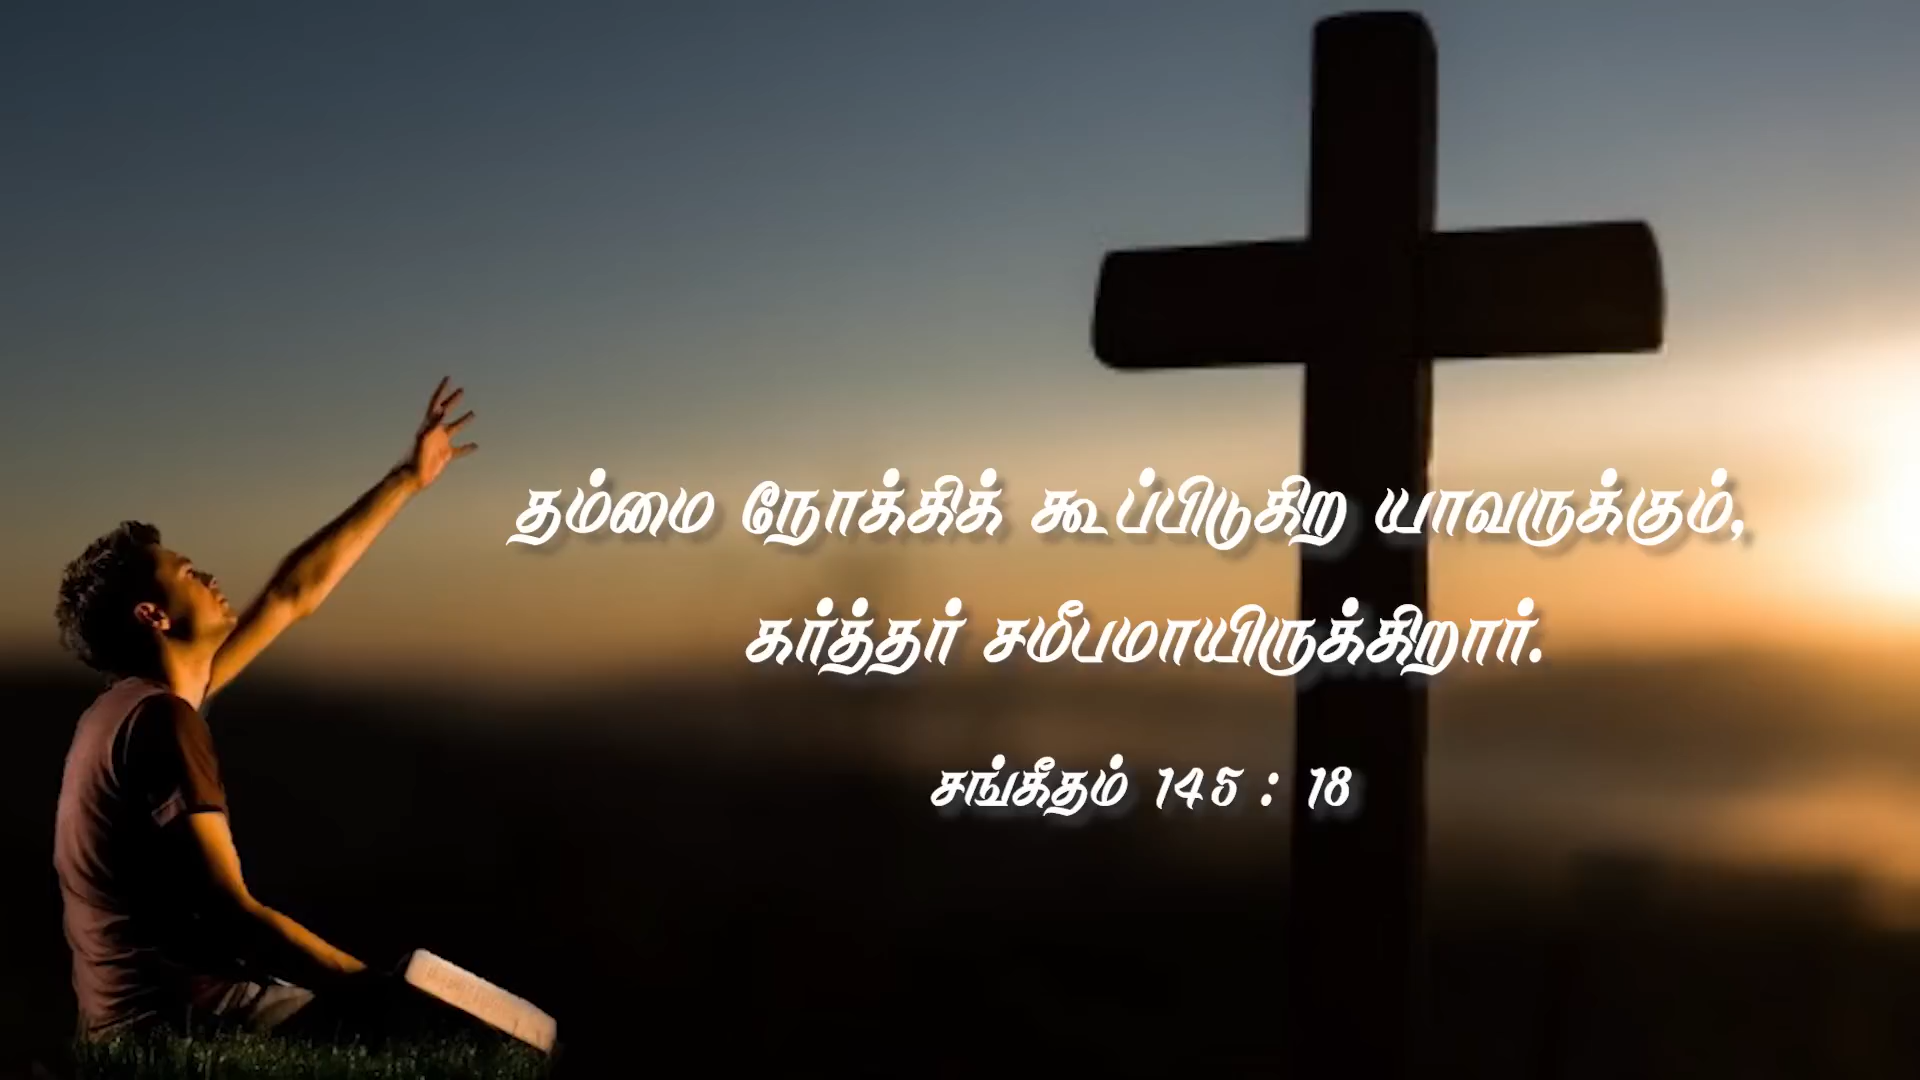 தம்மை நோக்கிக் கூப்பிடுகிற யாவருக்கும்,
கர்த்தர் சமீபமாயிருக்கிறார்.
சங்கீதம் 145 : 18